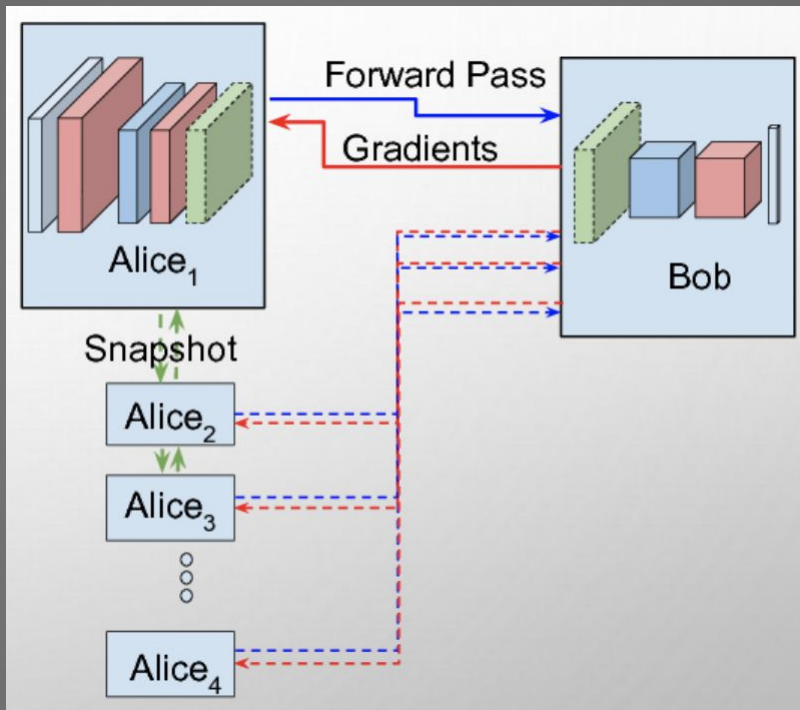 Forward Pass
Gradients
Alice₁
Bob
Snapshot
Alice₂
Alice₃
Alice₄